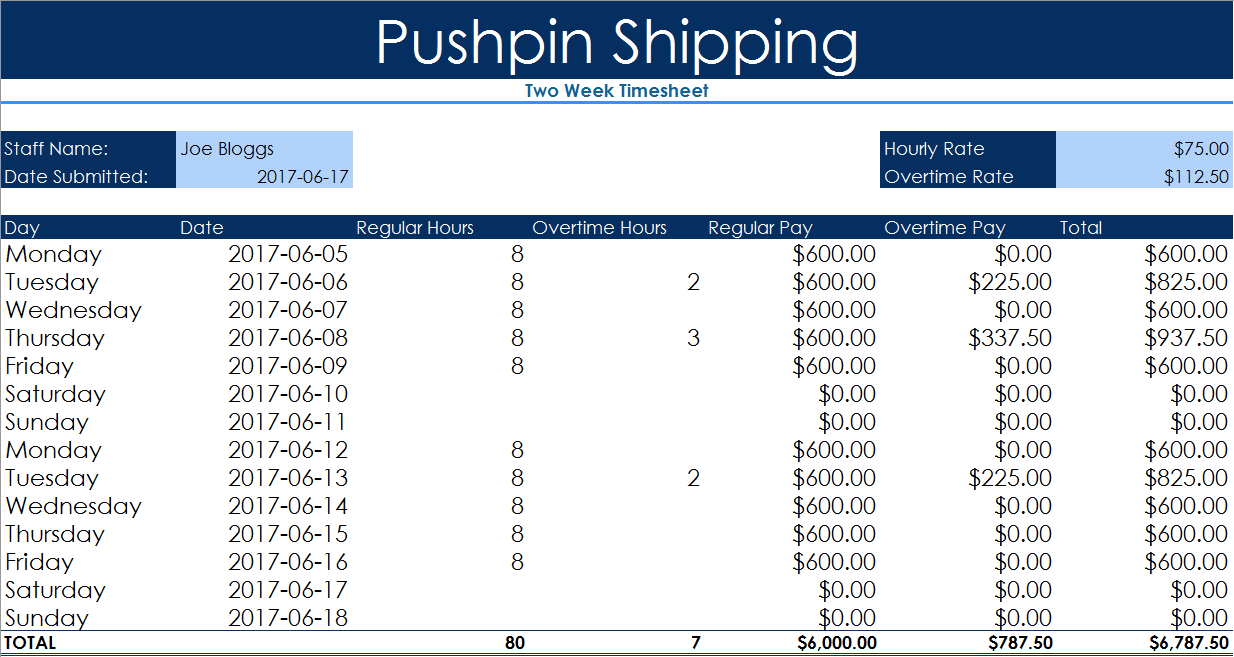 Pushpin Shipping
Two Week Timesheet
Staff Name: Joe Bloggs Hourly Rate $75.00
Date Submitted: 2017-06-17 Overtime Rate $112.50
Day Date Regular Hours Overtime Hours Regular Pay Overtime Pay Total
Monday 2017-06-05 8 $600.00 $0.00 $600.00
Tuesday 2017-06-06 8 2 $600.00 $225.00 $825.00
Wednesday 2017-06-07 8 $600.00 $0.00 $600.00
Thursday 2017-06-08 8 3 $600.00 $337.50 $937.50
Friday 2017-06-09 8 $600.00 $0.00 $600.00
Saturday 2017-06-10 $0.00 $0.00 $0.00
Sunday 2017-06-11 $0.00 $0.00 $0.00
Monday 2017-06-12 8 $600.00 $0.00 $600.00
Tuesday 2017-06-13 8 2 $600.00 $225.00 $825.00
Wednesday 2017-06-14 8 $600.00 $0.00 $600.00
Thursday 2017-06-15 8 $600.00 $0.00 $600.00
Friday 2017-06-16 8 $600.00 $0.00 $600.00
Saturday 2017-06-17 $0.00 $0.00 $0.00
Sunday 2017-06-18 $0.00 $0.00 $0.00
TOTAL 80 7 $6,000.00 $787.50 $6,787.50